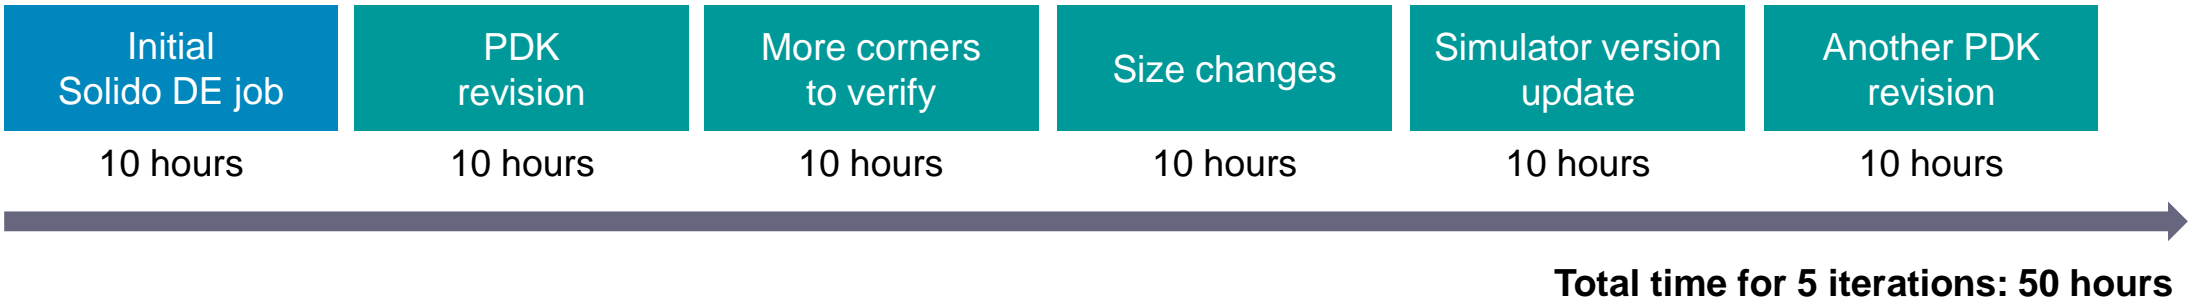 Initial
Solido DE job
PDK
revision
More corners
to verify
Size changes
Simulator version
update
Another PDK
revision
10 hours
10 hours
10 hours
10 hours
10 hours
10 hours
Total time for 5 iterations: 50 hours